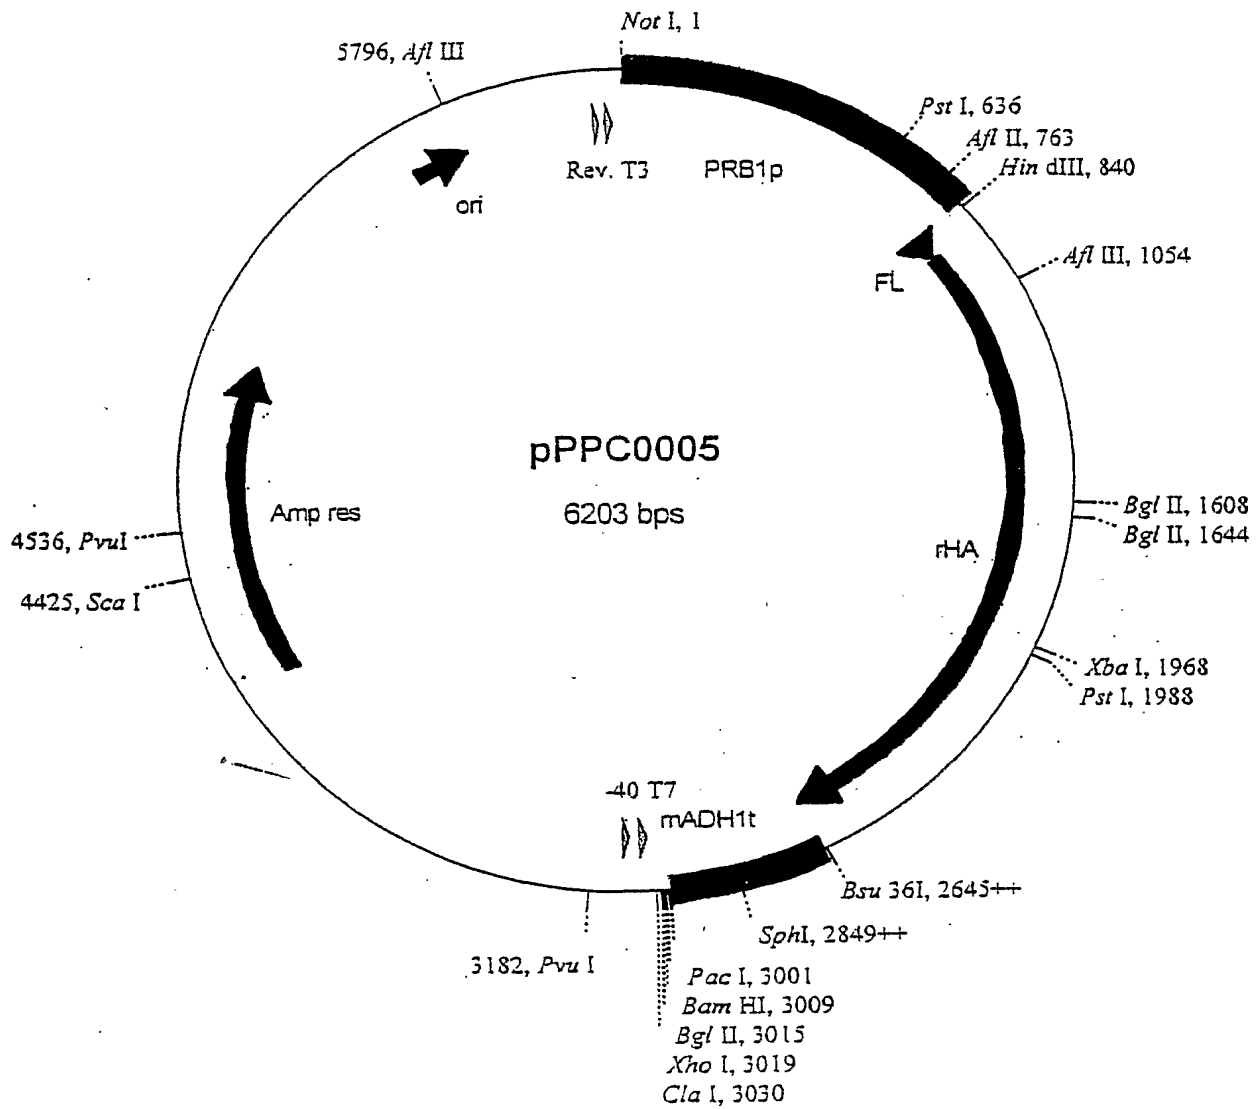 Not I, 1
5796, Afl III
Pst I, 636
Afl II, 763
Hin dIII, 840
Rev. T3
PRB1p
ori
Afl III, 1054
FL
pPPC0005
6203 bps
Amp res
Bgl II, 1608
Bgl II, 1644
4536, PvuI
rHA
4425, Sca I
Xba I, 1968
Pst I, 1988
-40 T7
mADH1t
Bsu 36I, 2645++
SphI, 2849++
3182, Pvu I
Pac I, 3001
Bam HI, 3009
Bgl II, 3015
Xho I, 3019
Cla I, 3030